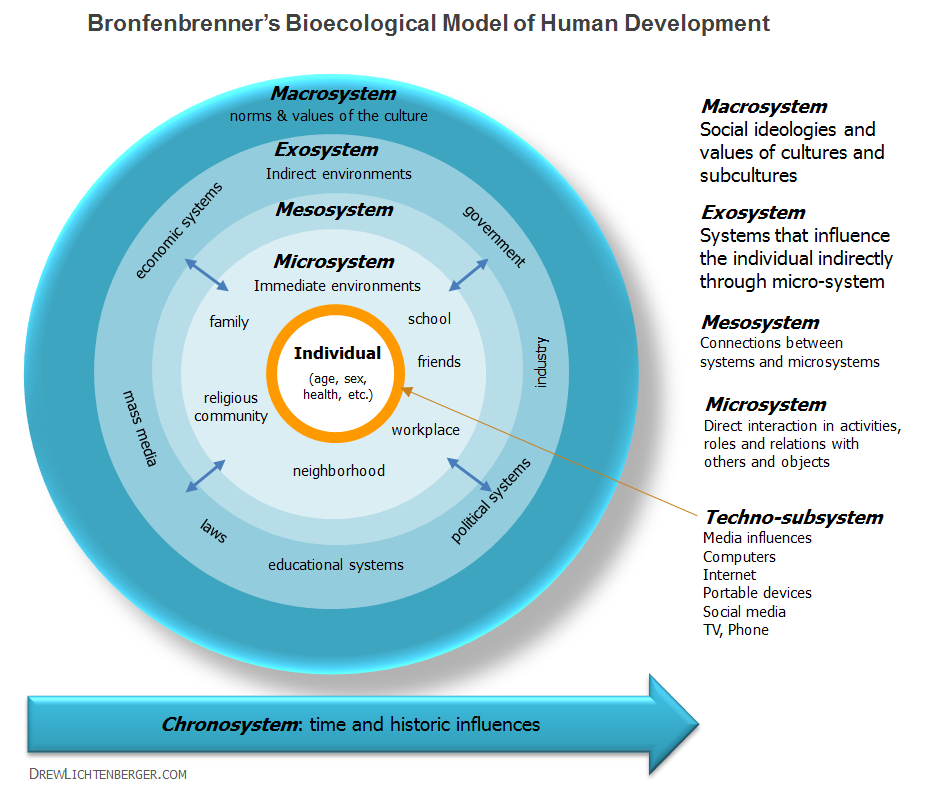 Bronfenbrenner's Bioecological Model of Human Development
Macrosystem
norms & values of the culture
Exosystem
Indirect environments
Mesosystem
Microsystem
Immediate environments
economic systems
government
family
school
Individual
(age, sex,
health, etc.)
friends
industry
religious
community
workplace
mass media
neighborhood
political systems
laws
educational systems
Macrosystem
Social ideologies and
values of cultures and
subcultures
Exosystem
Systems that influence
the individual indirectly
through micro-system
Mesosystem
Connections between
systems and microsystems
Microsystem
Direct interaction in activities,
roles and relations with
others and objects
Techno-subsystem
Media influences
Computers
Internet
Portable devices
Social media
TV, Phone
Chronosystem: time and historic influences
DREWLICHTENBERGER.COM